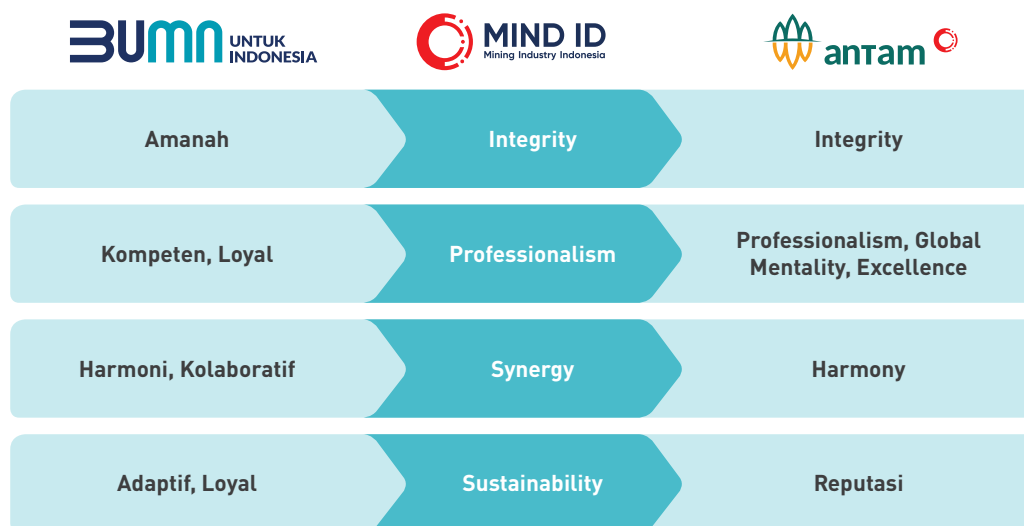 BUMN UNTUK
INDONESIA
MIND ID
Mining Industry Indonesia
antam
Amanah
Integrity
Integrity
Kompeten, Loyal
Professionalism
Professionalism, Global
Mentality, Excellence
Harmoni, Kolaboratif
Synergy
Harmony
Adaptif, Loyal
Sustainability
Reputasi